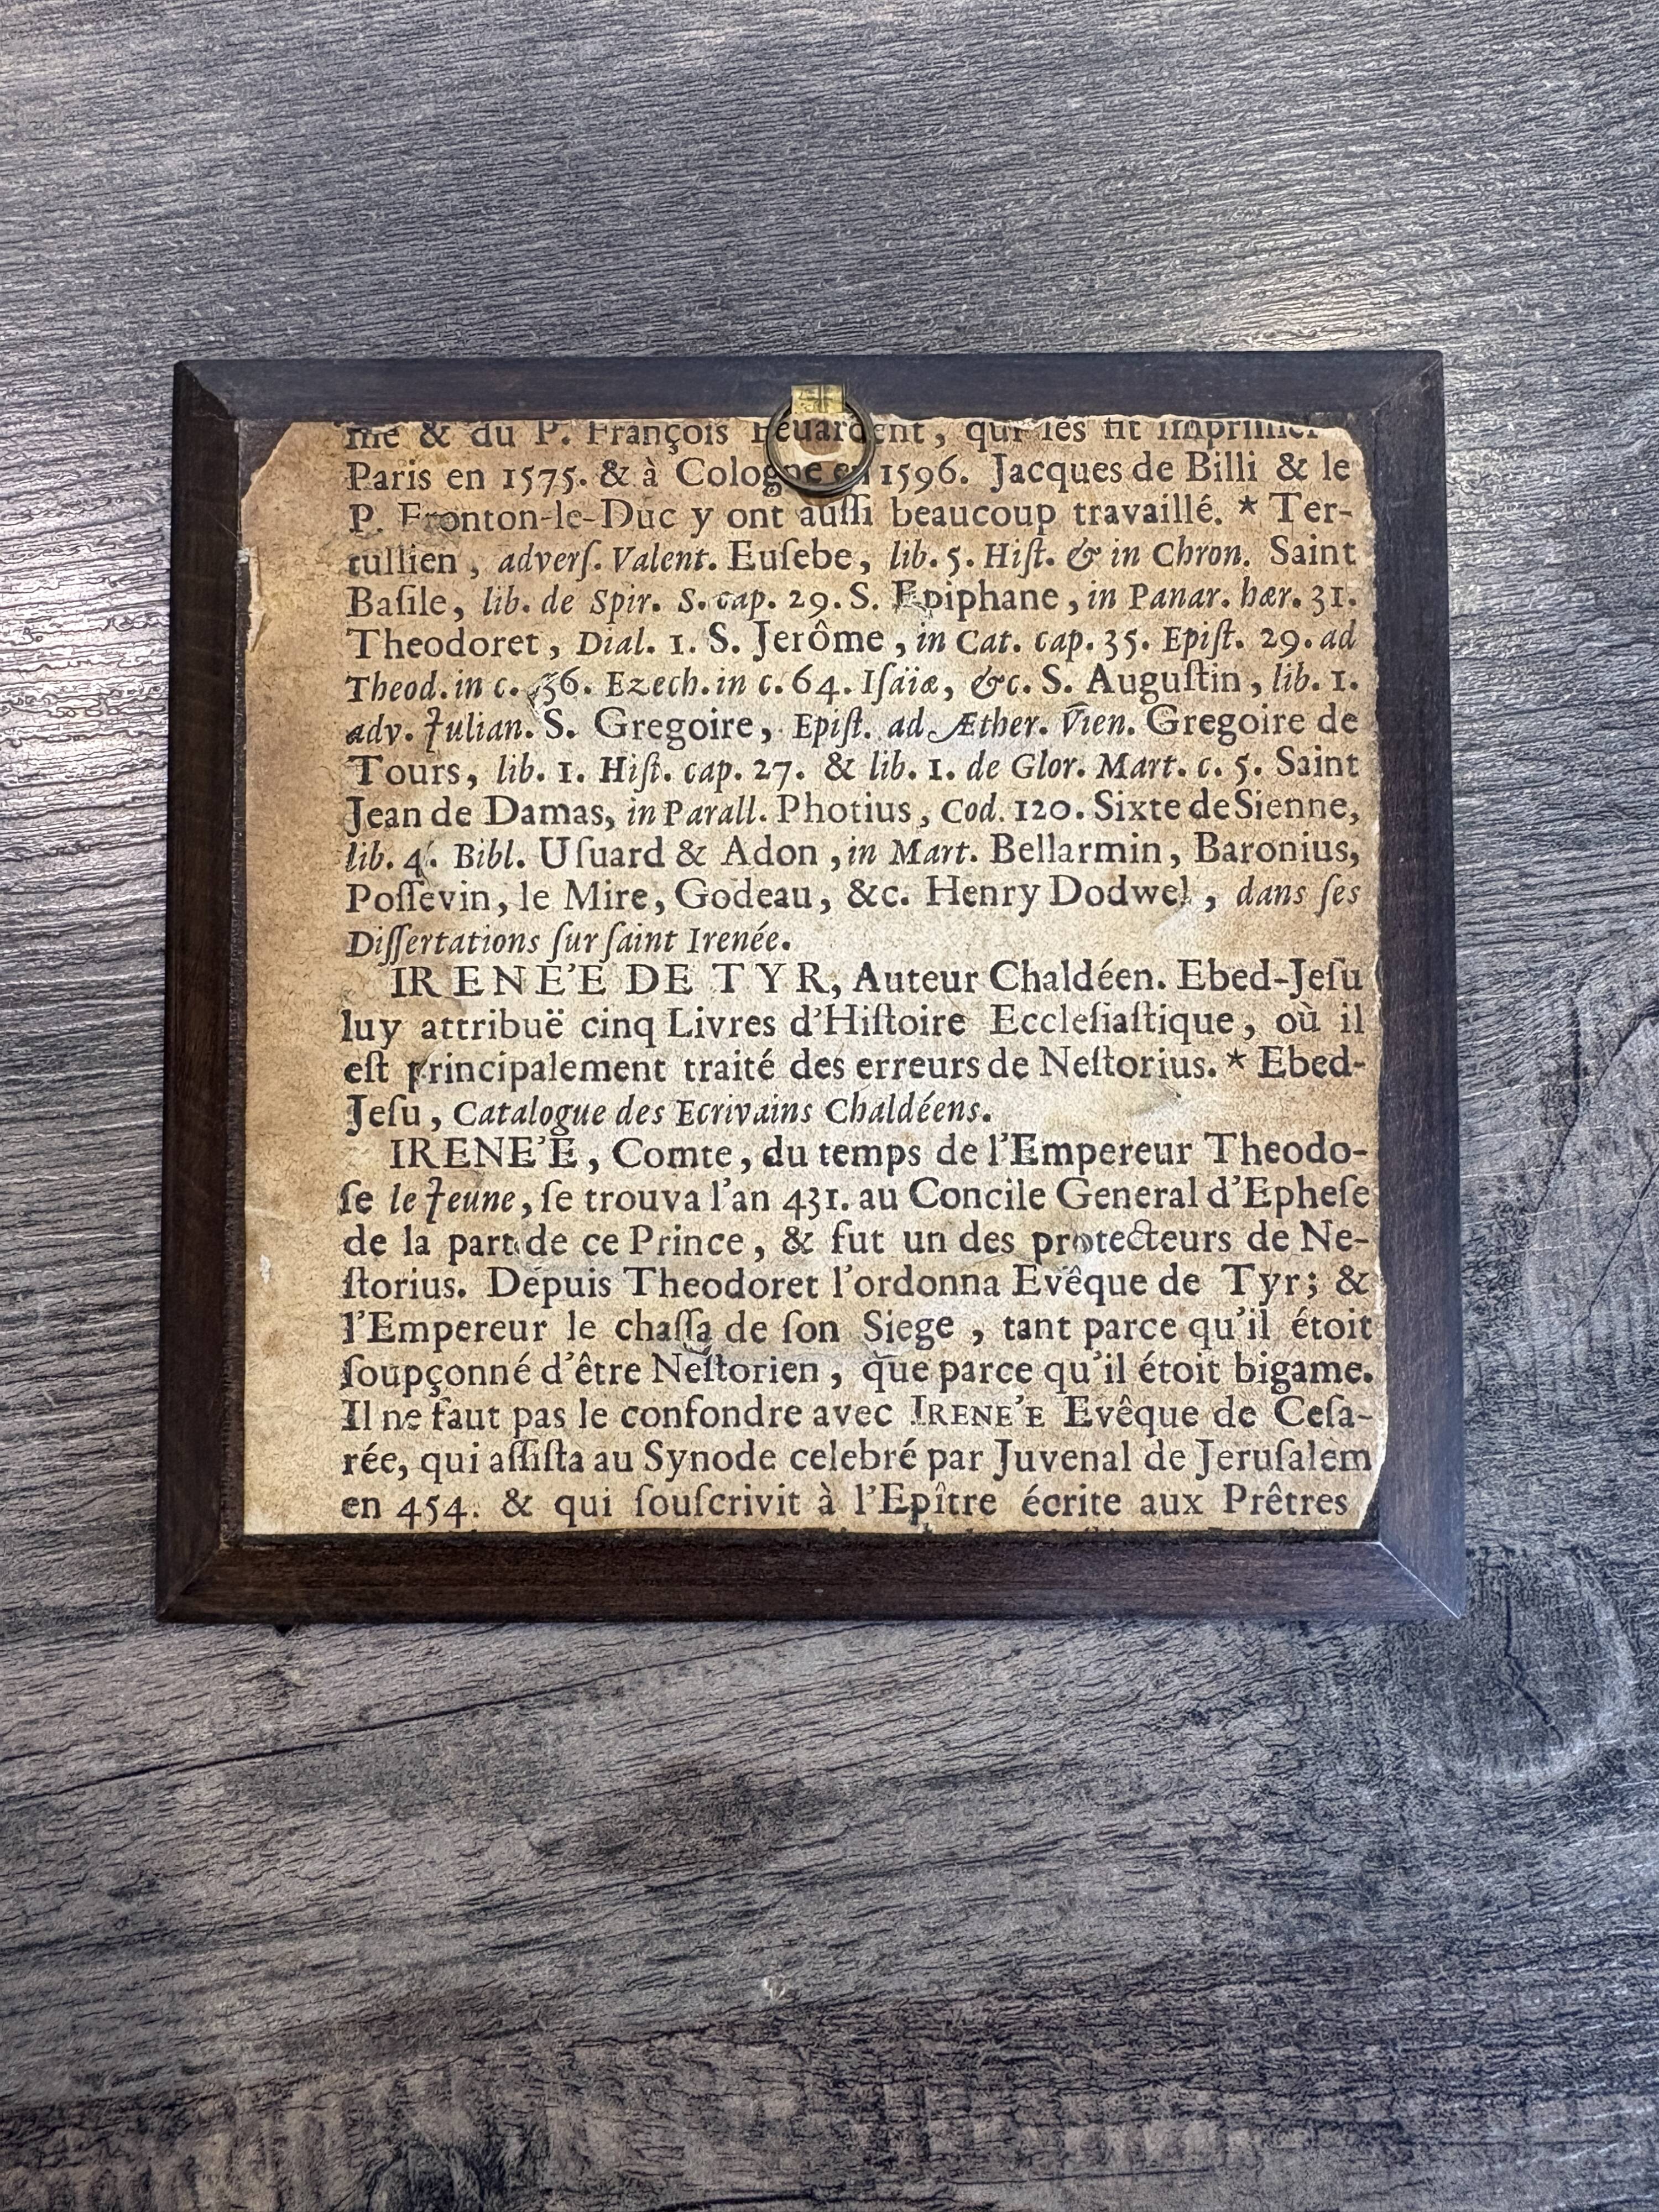 me & du P. François Feuardent, qui les fit imprimer
Paris en 1575. & à Cologne en 1596. Jacques de Billi & le
P. Fronton-le-Duc y ont auſſi beaucoup travaillé. * Ter-
tullien, adverſ. Valent. Euſebe, lib. 5. Hiſt. & in Chron. Saint
Baſile, lib. de Spir. S. cap. 29. S. Epiphane, in Panar. hær. 31.
Theodoret, Dial. 1. S. Jerôme, in Cat. cap. 35. Epiſt. 29. ad
Theod. in c. 36. Ezech. in c. 64. Iſäiæ, &c. S. Auguſtin, lib. 1.
adv. Julian. S. Gregoire, Epiſt. ad Æther. Vien. Gregoire de
Tours, lib. 1. Hiſt. cap. 27. & lib. 1. de Glor. Mart. c. 5. Saint
Jean de Damas, in Parall. Photius, Cod. 120. Sixte de Sienne,
lib. 4. Bibl. Uſuard & Adon, in Mart. Bellarmin, Baronius,
Poſſevin, le Mire, Godeau, &c. Henry Dodwel, dans ſes
Diſſertations ſur ſaint Irenée.
IRENE'E DE TYR, Auteur Chaldéen. Ebed-Jeſu
luy attribuë cinq Livres d'Hiſtoire Eccleſiaſtique, où il
eſt principalement traité des erreurs de Neſtorius. * Ebed-
Jeſu, Catalogue des Ecrivains Chaldéens.
IRENE'E, Comte, du temps de l'Empereur Theodo-
ſe le Jeune, ſe trouva l'an 431. au Concile General d'Epheſe
de la part de ce Prince, & fut un des protecteurs de Ne-
ſtorius. Depuis Theodoret l'ordonna Evêque de Tyr; &
l'Empereur le chaſſa de ſon Siege, tant parce qu'il étoit
ſoupçonné d'être Neſtorien, que parce qu'il étoit bigame.
Il ne faut pas le confondre avec IRENE'E Evêque de Ceſa-
rée, qui aſſiſta au Synode celebré par Juvenal de Jeruſalem
en 454. & qui ſouſcrivit à l'Epître écrite aux Prêtres